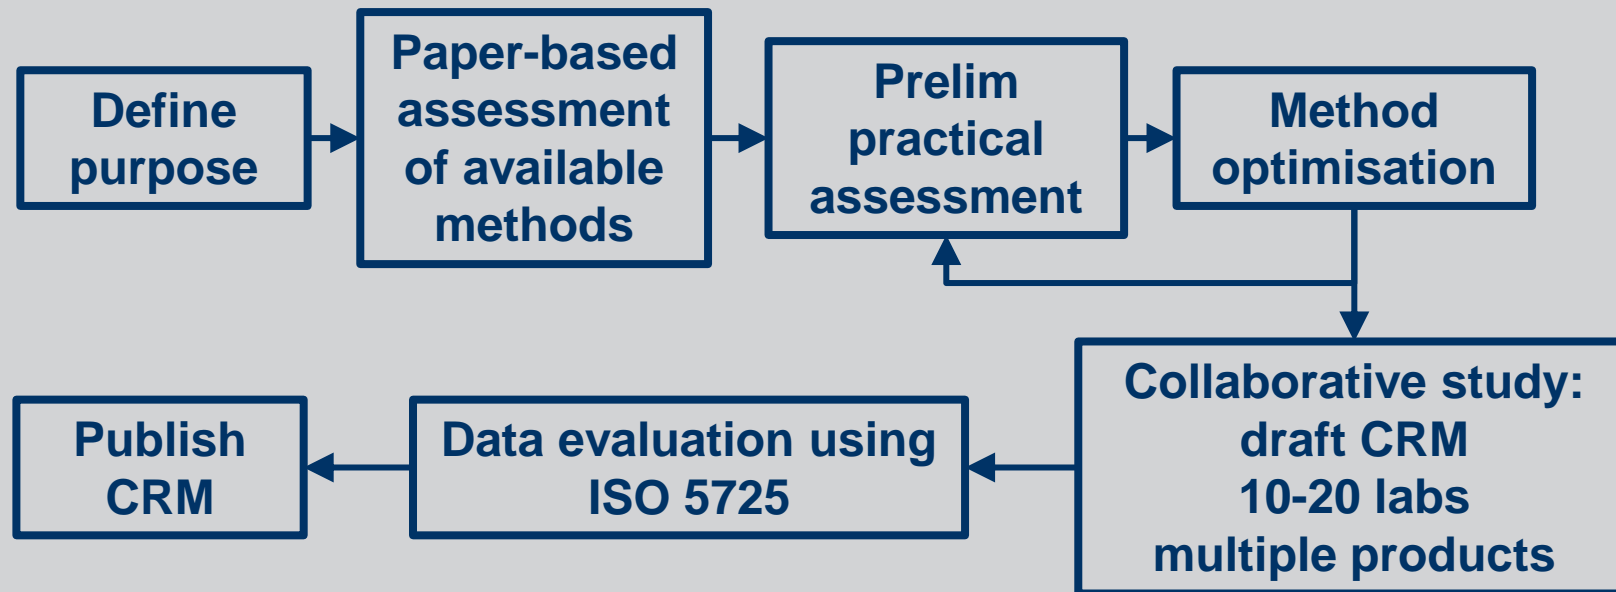 Define
purpose
Paper-based
assessment
of available
methods
Prelim
practical
assessment
Method
optimisation
Collaborative study:
draft CRM
10-20 labs
multiple products
Data evaluation using
ISO 5725
Publish
CRM